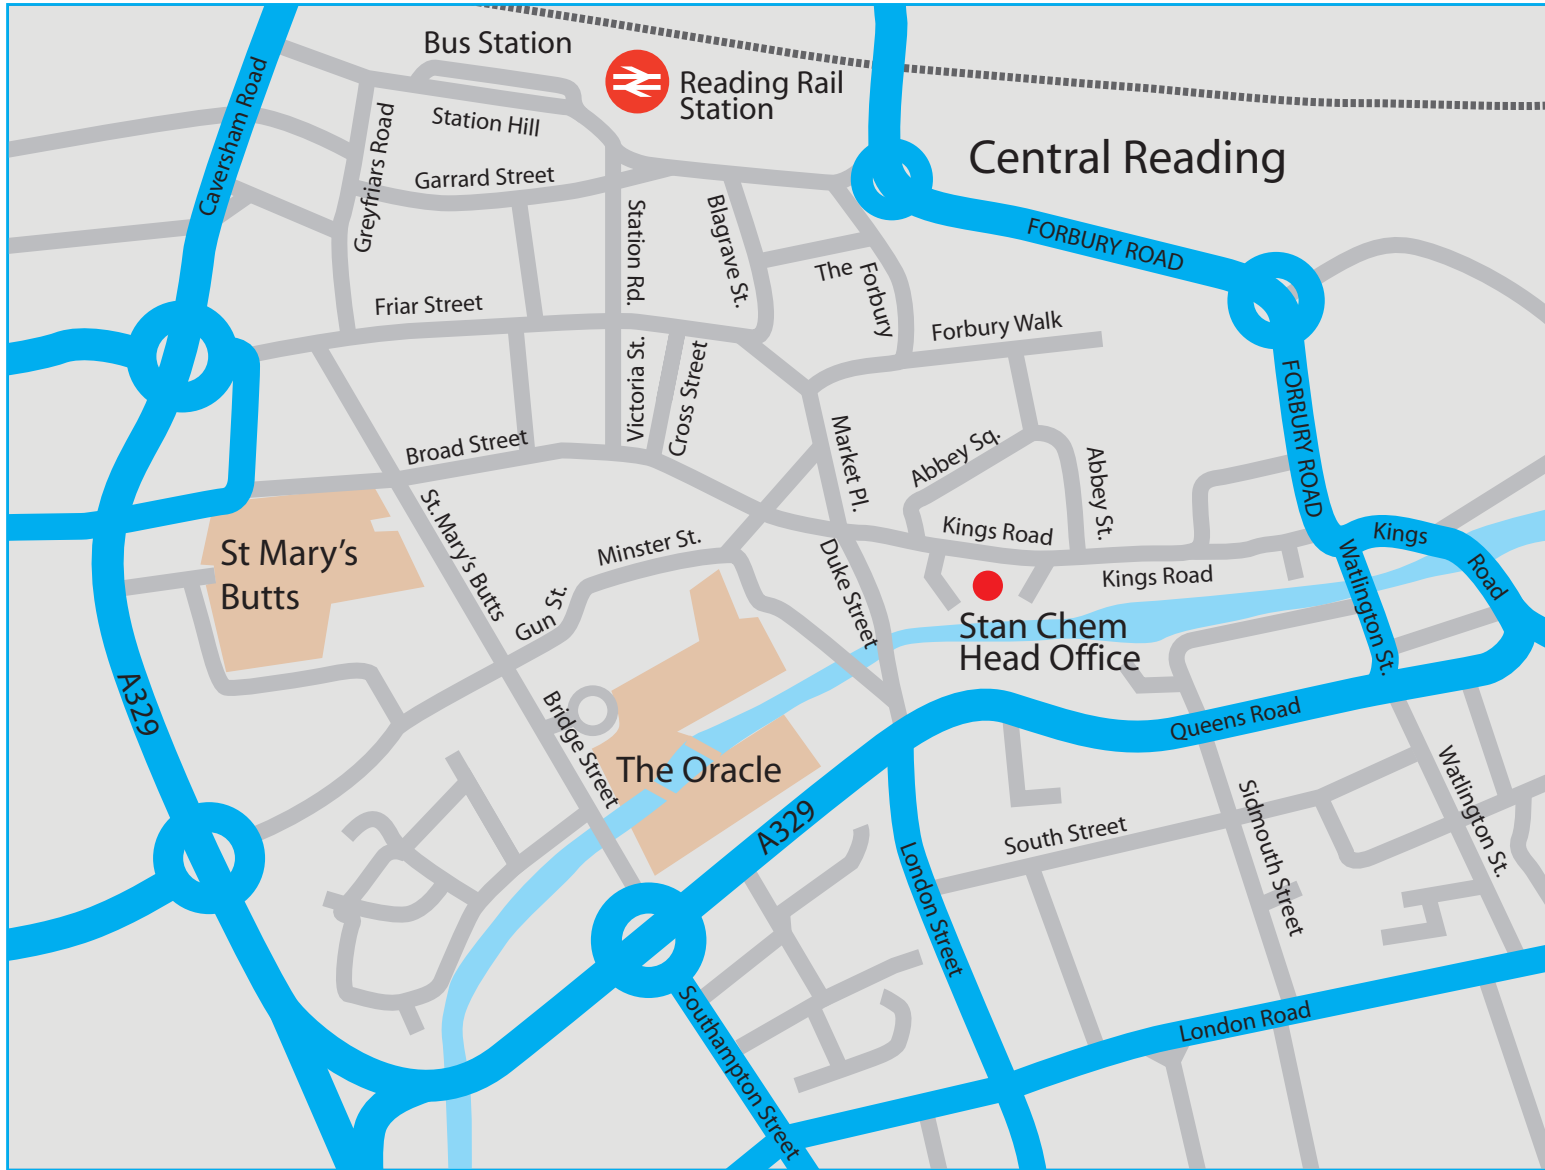 Bus Station
Reading Rail
Station
Central Reading
Caversham Road
Greyfriars Road
Station Hill
Garrard Street
Station Rd.
Blagrave St.
The
Forbury
FORBURY ROAD
Friar Street
Forbury Walk
Victoria St.
Cross Street
FORBURY ROAD
Broad Street
Market Pl.
Abbey Sq.
Abbey St.
St. Mary's Butts
Minster St.
Kings Road
Kings
Road
St Mary's
Butts
Gun
St.
Duke Street
Kings Road
Watlington St.
Stan Chem
Head Office
A329
Bridge Street
Queens Road
The Oracle
A329
Watlington St.
Sidmouth Street
South Street
London Street
Southampton Street
London Road